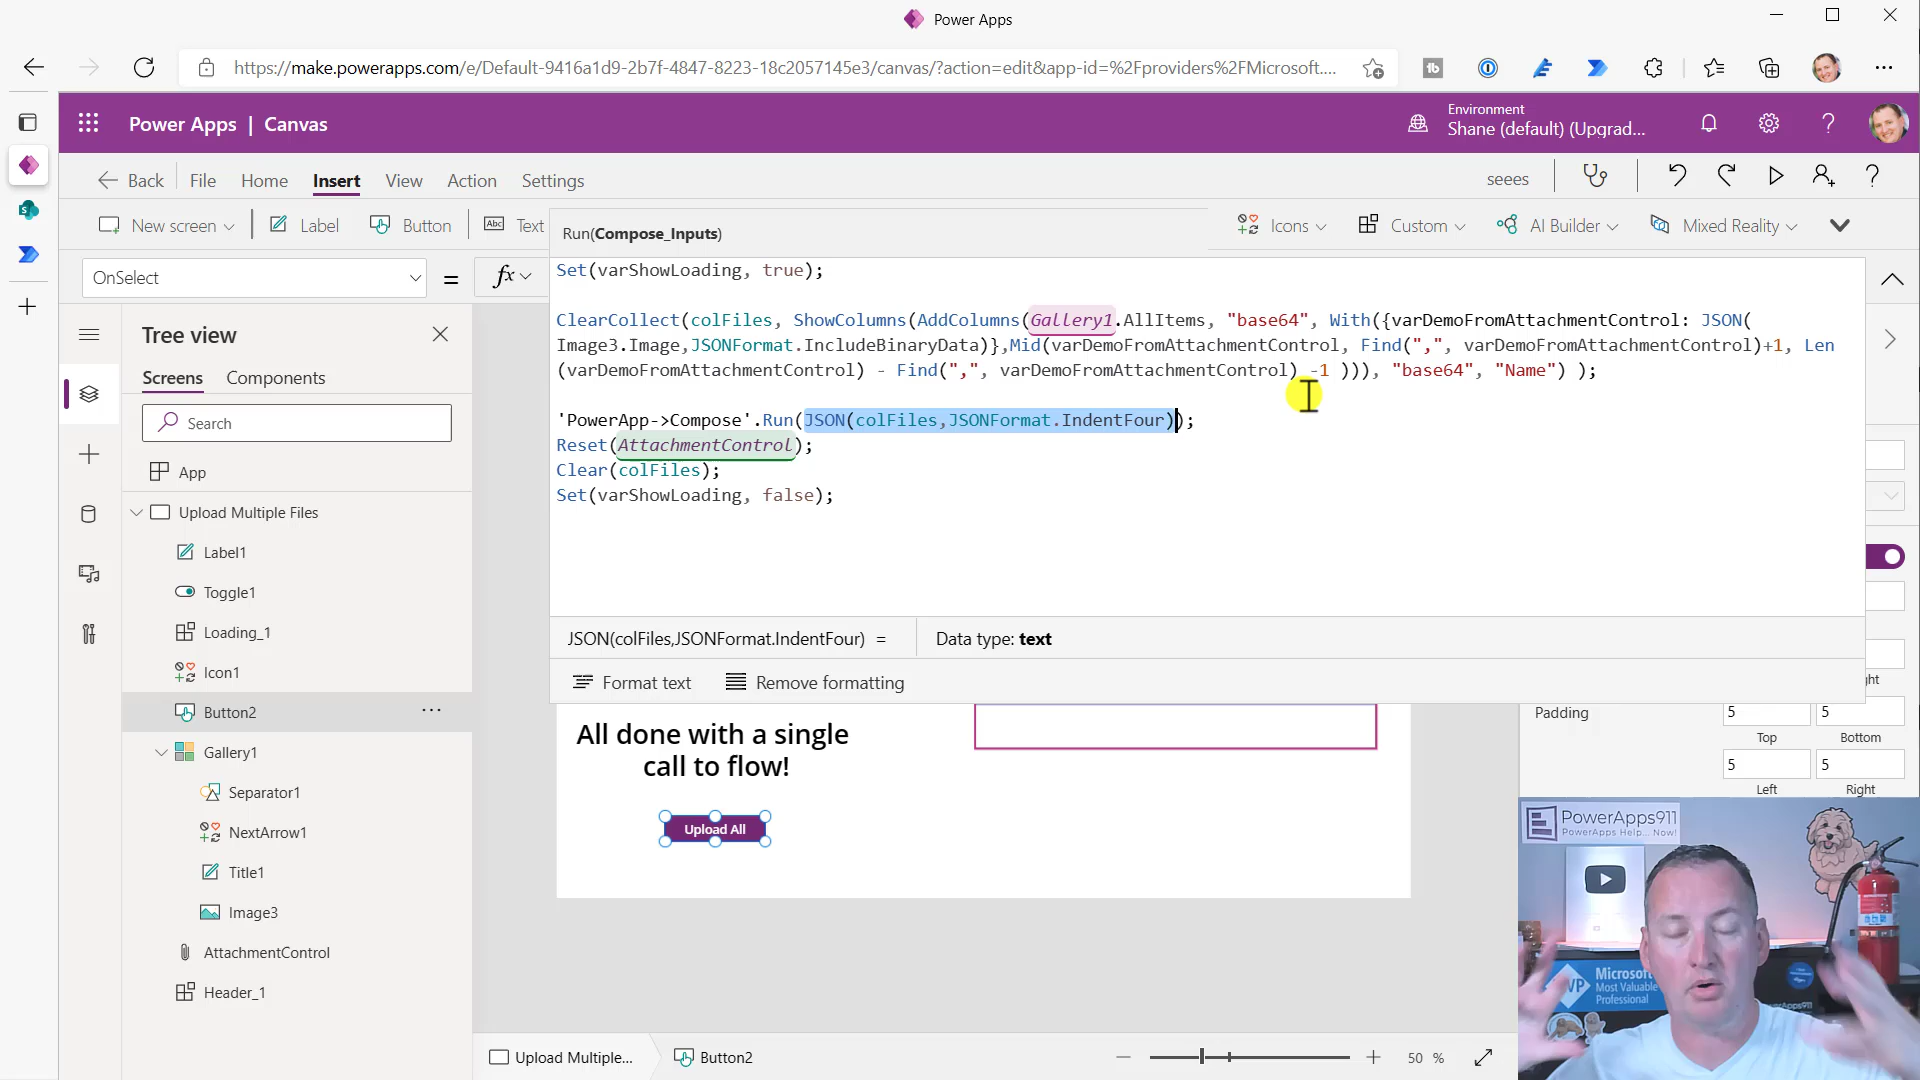 Power Apps
https://make.powerapps.com/e/Default-9416a1d9-2b7f-4847-8223-18c2057145e3/canvas/?action=edit&app-id=%2Fproviders%2FMicrosoft....
Power Apps | Canvas
Environment
Shane (default) (Upgrad...
Back File Home Insert View Action Settings
seees
New screen Label Button Abc Text
Run(Compose_Inputs)
Icons Custom AI Builder Mixed Reality
OnSelect = fx
Set(varShowLoading, true);
ClearCollect(colFiles, ShowColumns(AddColumns(Gallery1.AllItems, "base64", With({varDemoFromAttachmentControl: JSON(
Image3.Image,JSONFormat.IncludeBinaryData)},Mid(varDemoFromAttachmentControl, Find(",", varDemoFromAttachmentControl)+1, Len
(varDemoFromAttachmentControl) - Find(",", varDemoFromAttachmentControl) -1 ))), "base64", "Name") );
'PowerApp->Compose'.Run(JSON(colFiles,JSONFormat.IndentFour));
Reset(AttachmentControl);
Clear(colFiles);
Set(varShowLoading, false);
JSON(colFiles,JSONFormat.IndentFour) =
Data type: text
Format text
Remove formatting
Tree view
Screens Components
Search
App
Upload Multiple Files
Label1
Toggle1
Loading_1
Icon1
Button2
Gallery1
Separator1
NextArrow1
Title1
Image3
AttachmentControl
Header_1
All done with a single
call to flow!
Upload All
Padding
5 5
Top Bottom
5 5
Left Right
PowerApps911
PowerApps Help... Now!
Microsoft
Most Valuable
Professional
Upload Multiple...
Button2
50 %